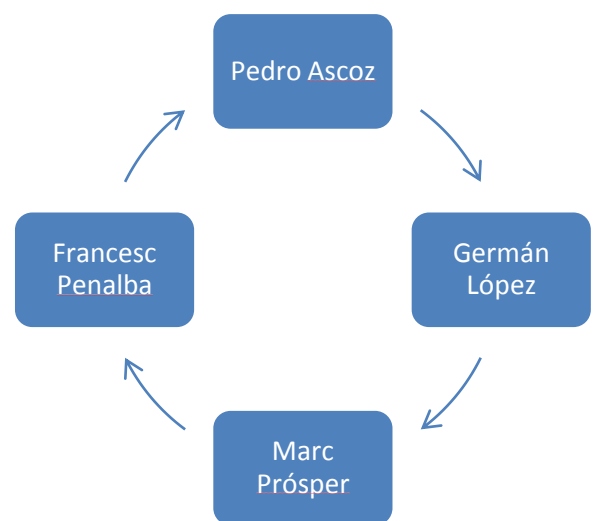 Pedro Ascoz
Germán
López
Marc
Prósper
Francesc
Penalba